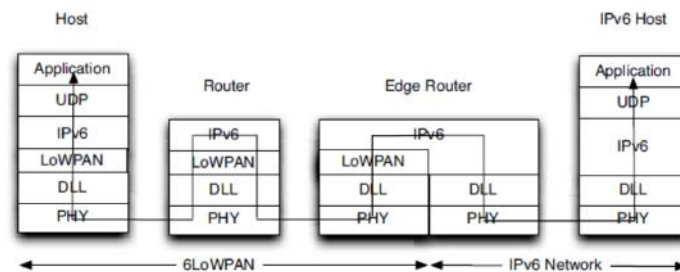 Host
IPv6 Host
Application
UDP
IPv6
LoWPAN
DLL
PHY
Router
IPv6
LoWPAN
DLL
PHY
Edge Router
IPv6
LoWPAN
DLL
DLL
PHY
PHY
Application
UDP
IPv6
DLL
PHY
6LoWPAN
IPv6 Network